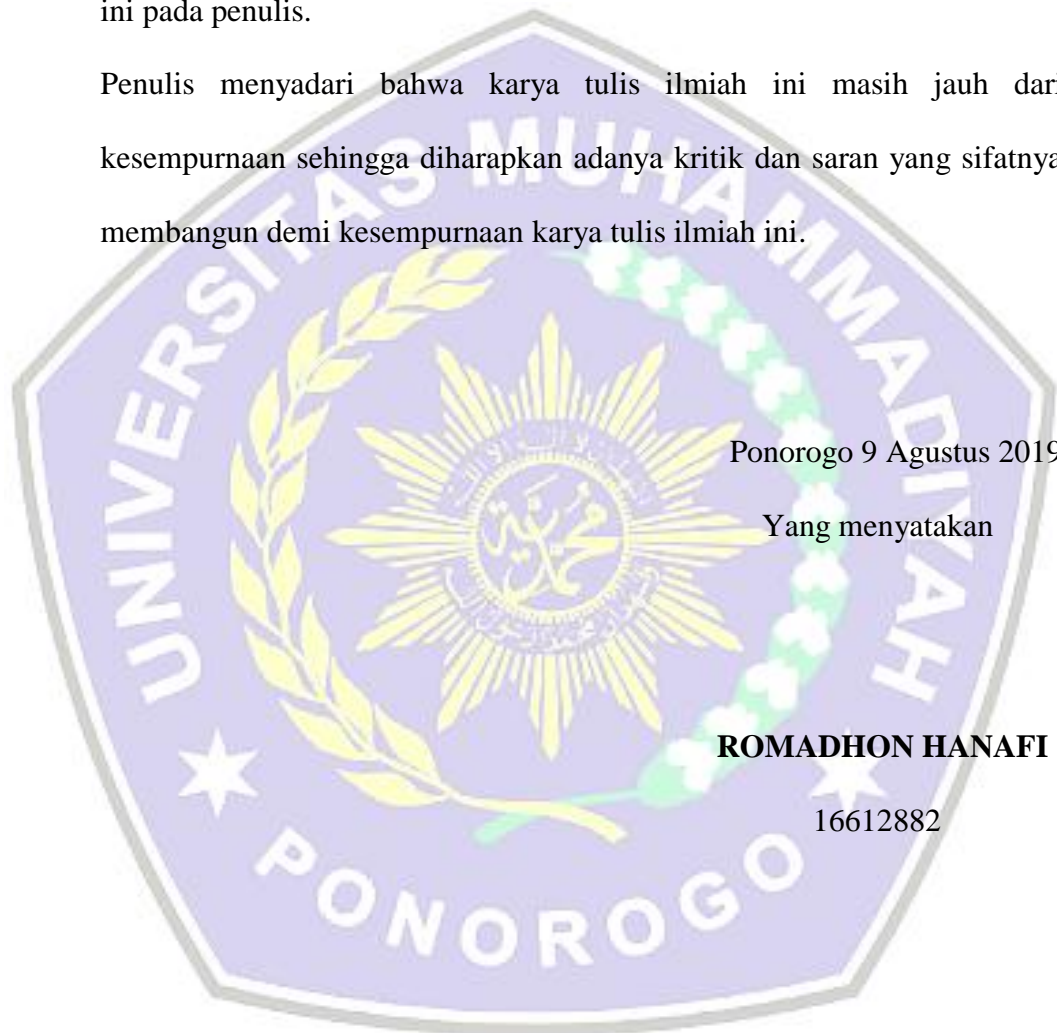 ini pada penulis.
Penulis menyadari bahwa karya tulis ilmiah ini masih jauh dari
kesempurnaan sehingga diharapkan adanya kritik dan saran yang sifatnya
membangun demi kesempurnaan karya tulis ilmiah ini.
UNIVERSITAS MUHAMMADIYAH
Ponorogo 9 Agustus 2019
Yang menyatakan
محمدية
ROMADHON HANAFI
16612882
PONOROGO